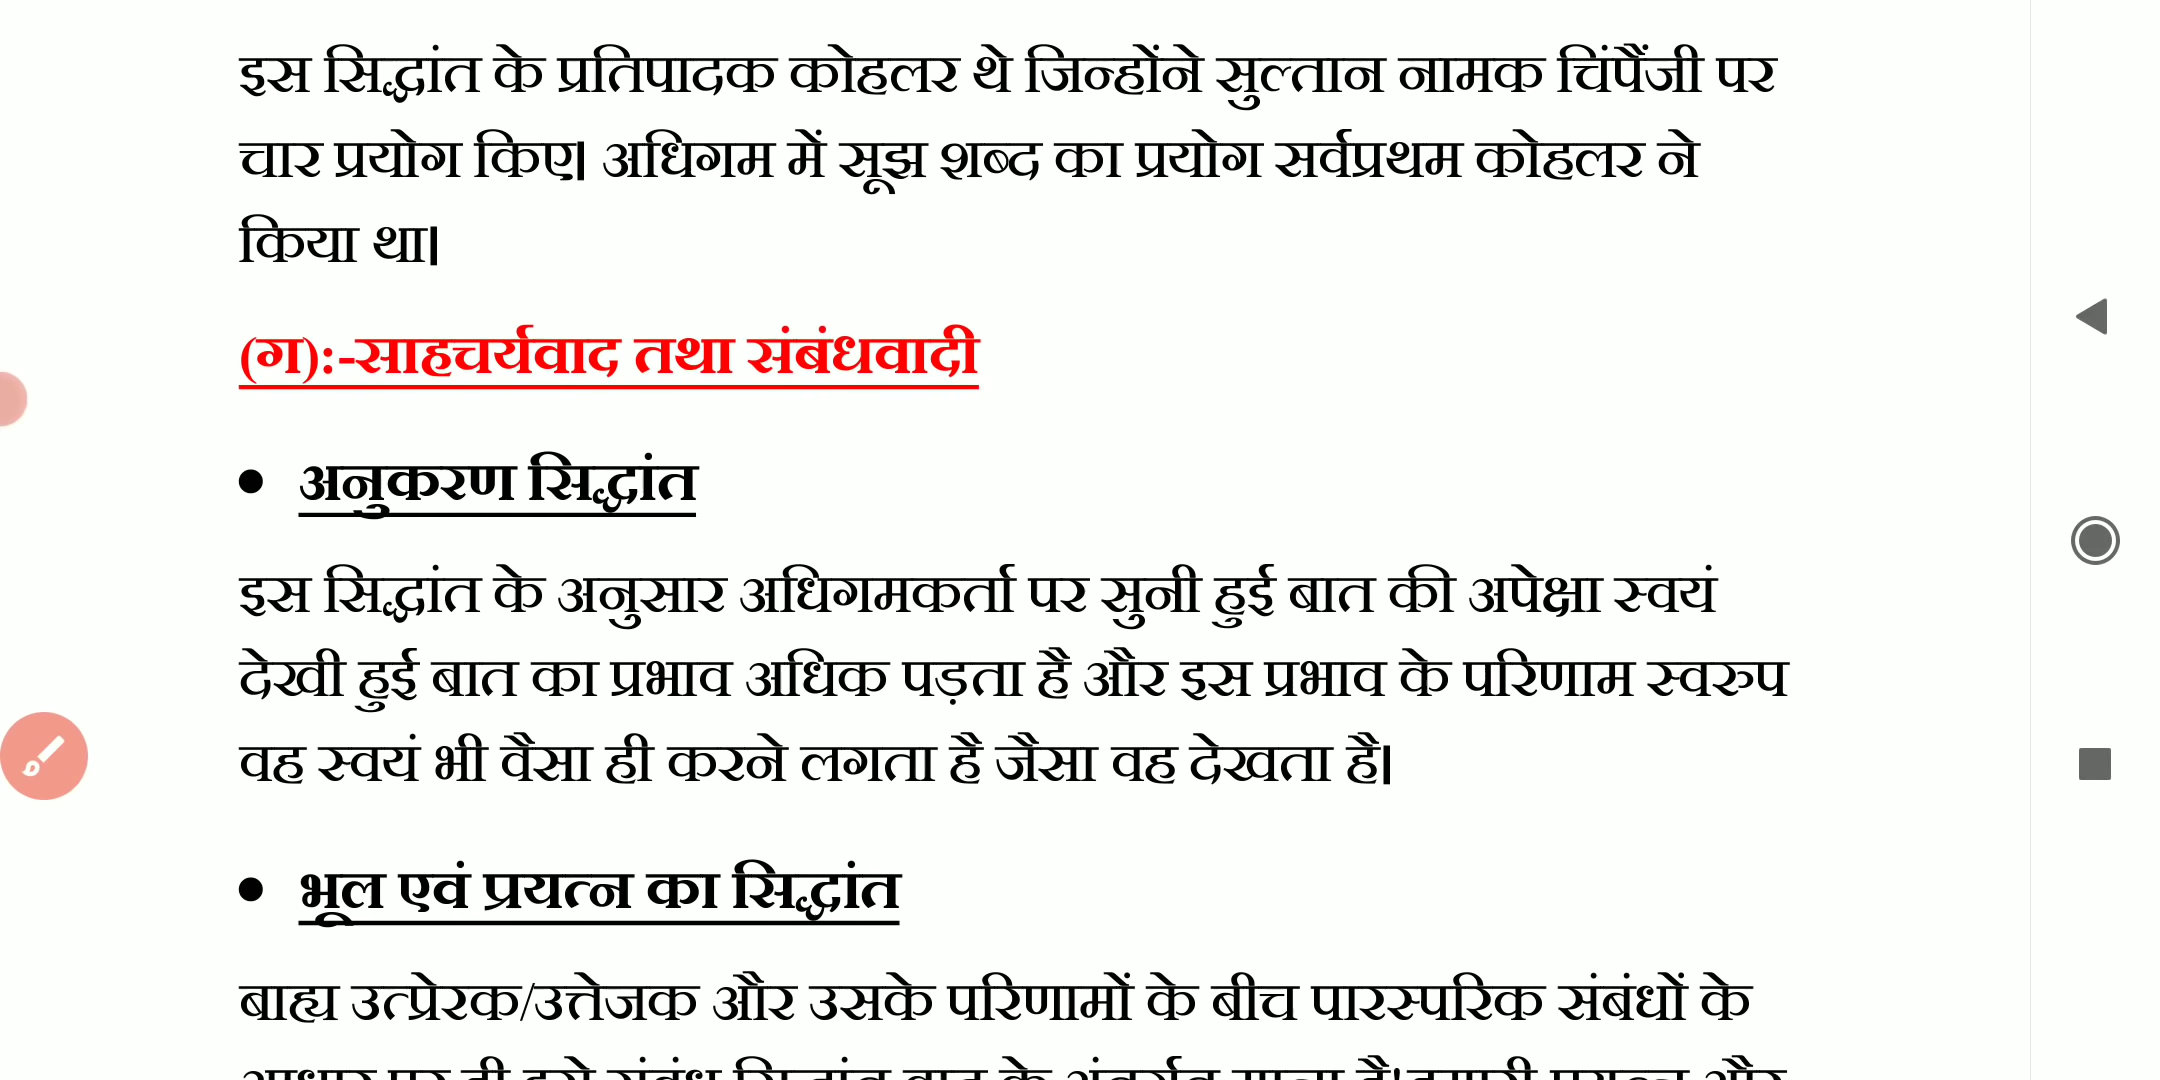 इस सिद्धांत के प्रतिपादक कोहलर थे जिन्होंने सुल्तान नामक चिंपैंजी पर
चार प्रयोग किए। अधिगम में सूझ शब्द का प्रयोग सर्वप्रथम कोहलर ने
किया था।
(ग):-साहचर्यवाद तथा संबंधवादी
• अनुकरण सिद्धांत
इस सिद्धांत के अनुसार अधिगमकर्ता पर सुनी हुई बात की अपेक्षा स्वयं
देखी हुई बात का प्रभाव अधिक पड़ता है और इस प्रभाव के परिणाम स्वरुप
वह स्वयं भी वैसा ही करने लगता है जैसा वह देखता है।
• भूल एवं प्रयत्न का सिद्धांत
बाह्य उत्प्रेरक/उत्तेजक और उसके परिणामों के बीच पारस्परिक संबंधों के